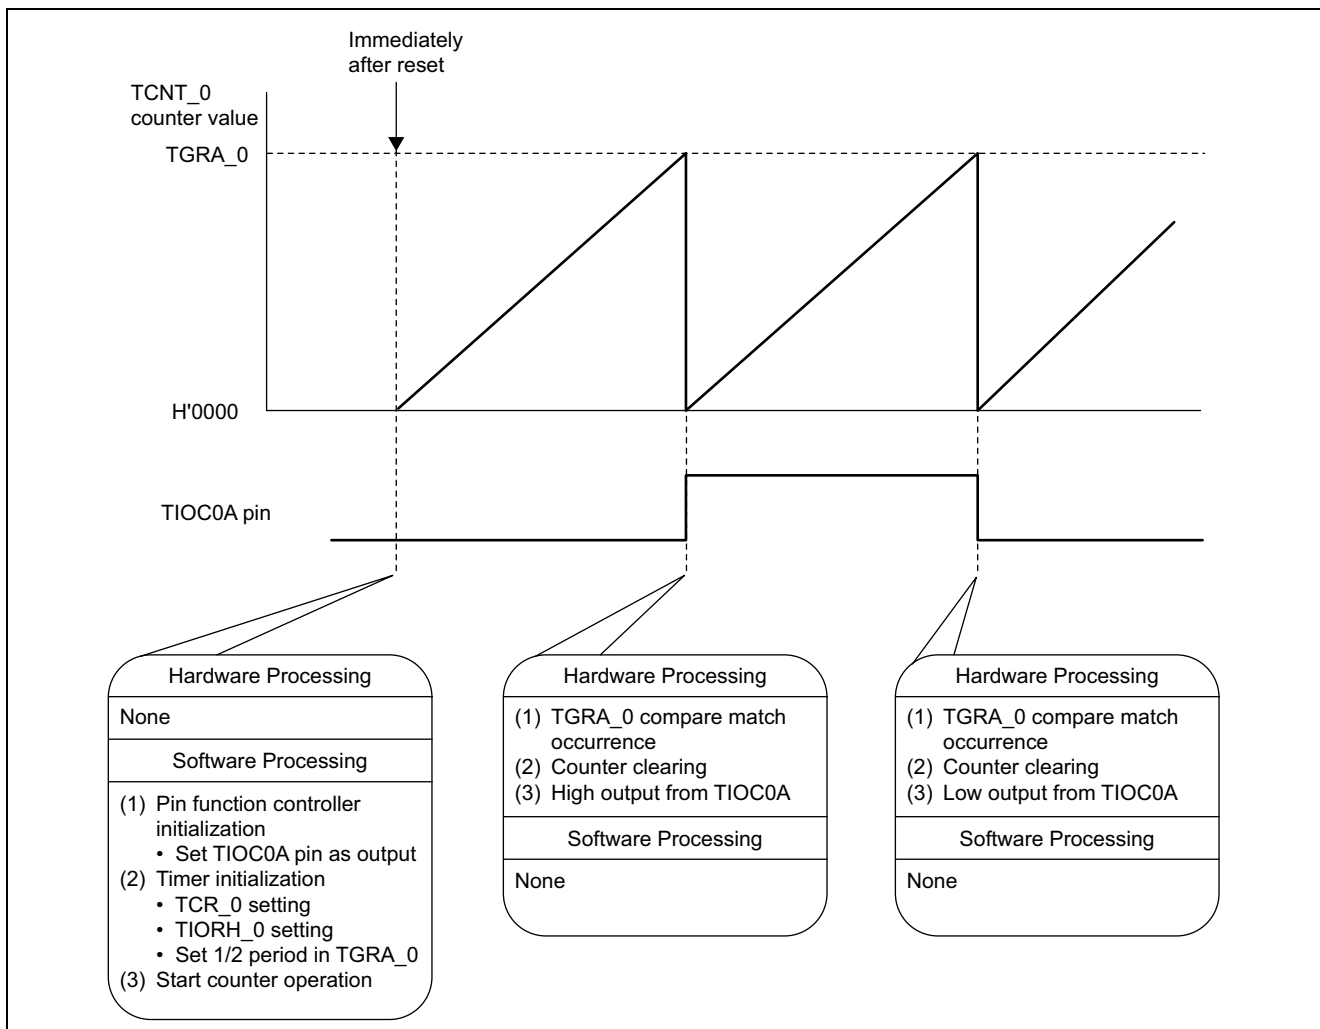 Immediately
after reset
TCNT_0
counter value
TGRA_0
H'0000
TIOC0A pin
Hardware Processing
None
Software Processing
(1) Pin function controller
initialization
• Set TIOC0A pin as output
(2) Timer initialization
• TCR_0 setting
• TIORH_0 setting
• Set 1/2 period in TGRA_0
(3) Start counter operation
Hardware Processing
(1) TGRA_0 compare match
occurrence
(2) Counter clearing
(3) High output from TIOC0A
Software Processing
None
Hardware Processing
(1) TGRA_0 compare match
occurrence
(2) Counter clearing
(3) Low output from TIOC0A
Software Processing
None